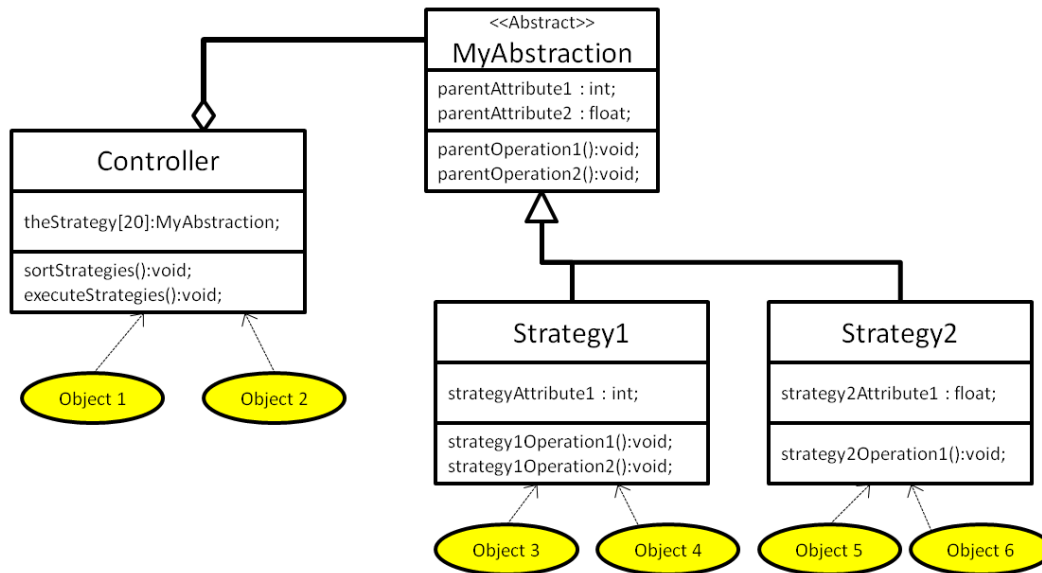 <<Abstract>>
MyAbstraction
parentAttribute1 : int;
parentAttribute2 : float;
parentOperation1():void;
parentOperation2():void;
Controller
theStrategy[20]:MyAbstraction;
sortStrategies():void;
executeStrategies():void;
Object 1
Object 2
Strategy1
strategyAttribute1 : int;
strategy1Operation1():void;
strategy1Operation2():void;
Object 3
Object 4
Strategy2
strategy2Attribute1 : float;
strategy2Operation1():void;
Object 5
Object 6